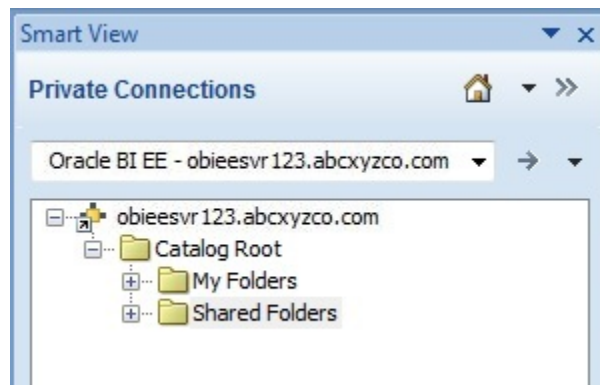 Smart View
Private Connections
Oracle BI EE - obieesvr123.abcxyzco.com
obieesvr123.abcxyzco.com
Catalog Root
My Folders
Shared Folders